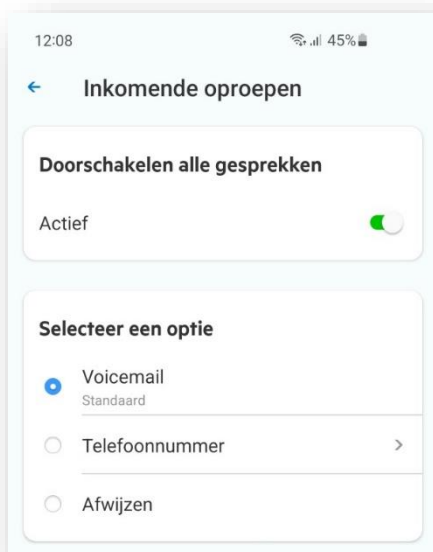 12:08 45%
Inkomende oproepen
Doorschakelen alle gesprekken
Actief
Selecteer een optie
Voicemail
Standaard
Telefoonnummer
Afwijzen